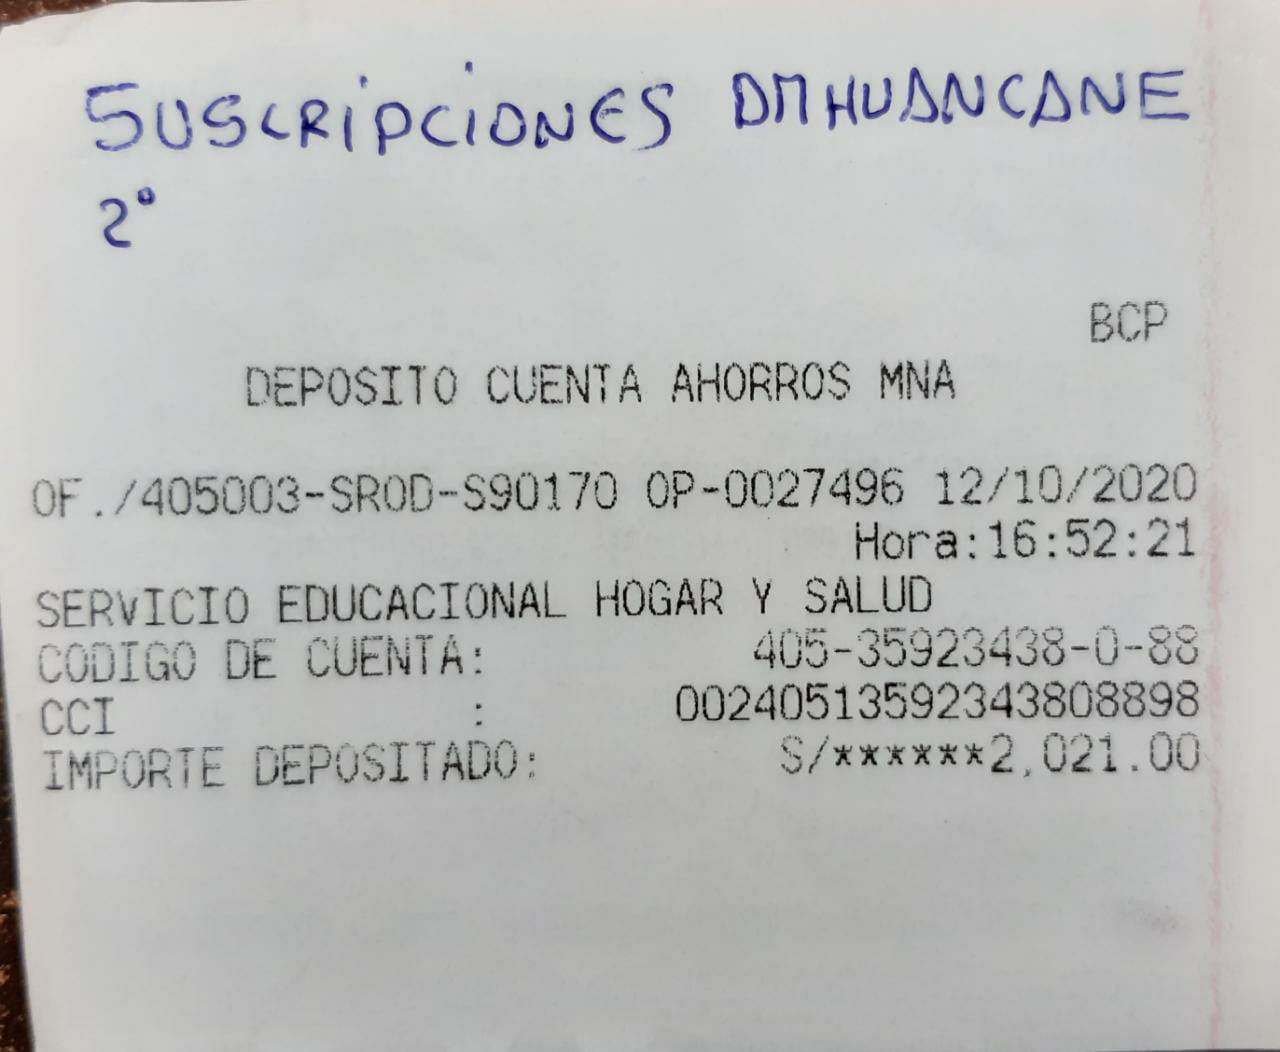 SUSCRIPCIONES DMHUANCANE
2°
BCP
DEPOSITO CUENTA AHORROS MNA
OF./405003-SROD-S90170 OP-0027496 12/10/2020
Hora:16:52:21
SERVICIO EDUCACIONAL HOGAR Y SALUD
CODIGO DE CUENTA: 405-35923438-0-88
CCI : 00240513592343808898
IMPORTE DEPOSITADO: S/******2,021.00